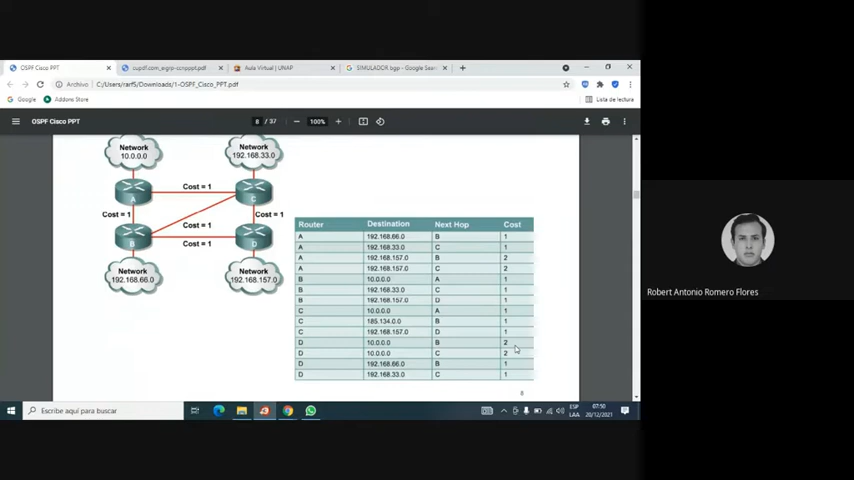 OSPF Cisco PPT
cupdf.com_eigrp-ccnpppt.pdf
Aula Virtual | UNAP
SIMULADOR bgp - Google Sear
Archivo | C:/Users/rarf5/Downloads/1-OSPF_Cisco_PPT.pdf
Google
Addons Store
Lista de lectura
OSPF Cisco PPT
8 / 37
100%
Network
10.0.0.0
Network
192.168.33.0
A
Cost = 1
C
Cost = 1
Cost = 1
Cost = 1
B
Cost = 1
D
Network
192.168.66.0
Network
192.168.157.0
Router Destination Next Hop Cost
A 192.168.66.0 B 1
A 192.168.33.0 C 1
A 192.168.157.0 B 2
A 192.168.157.0 C 2
B 10.0.0.0 A 1
B 192.168.33.0 C 1
B 192.168.157.0 D 1
C 10.0.0.0 A 1
C 185.134.0.0 B 1
C 192.168.157.0 D 1
D 10.0.0.0 B 2
D 10.0.0.0 C 2
D 192.168.66.0 B 1
D 192.168.33.0 C 1
8
Robert Antonio Romero Flores
Escribe aquí para buscar
ESP
LAA
07:50
20/12/2021